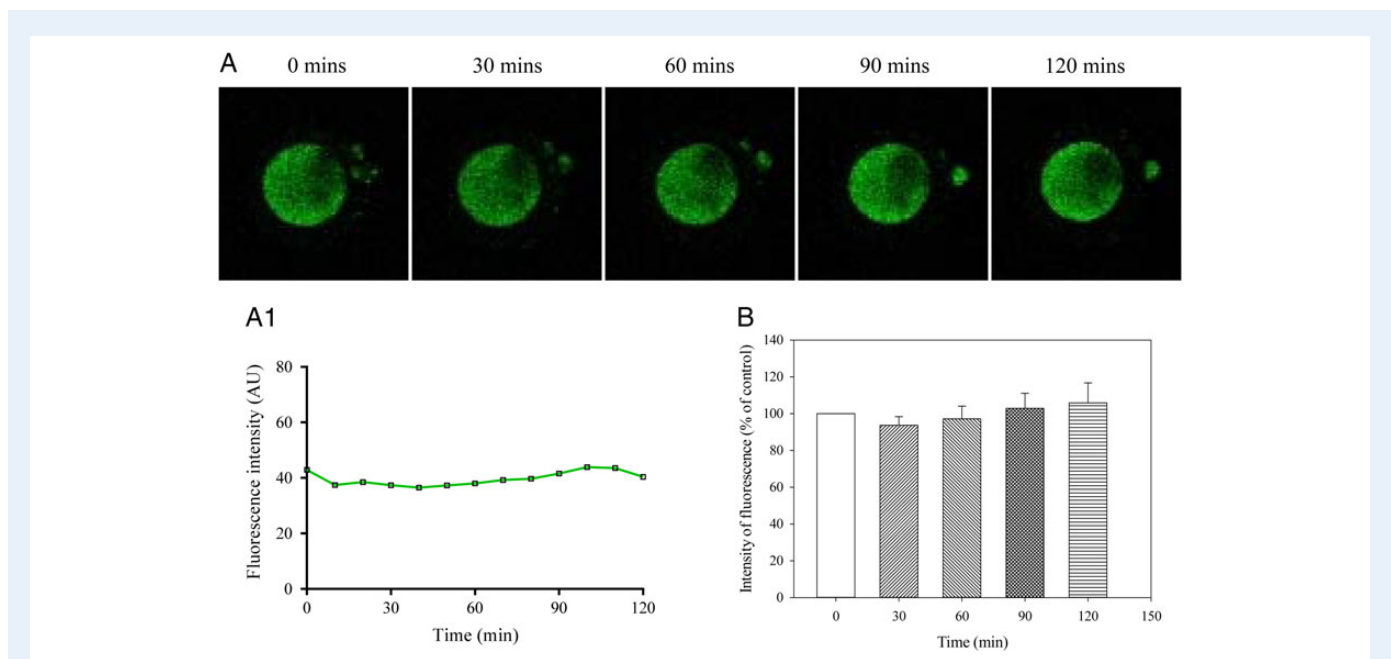 A
0 mins 30 mins 60 mins 90 mins 120 mins
A1
Fluorescence intensity (AU)
80
60
40
20
0
0 30 60 90 120
Time (min)
B
Intensity of fluorescence (% of control)
140
120
100
80
60
40
20
0
0 30 60 90 120 150
Time (min)